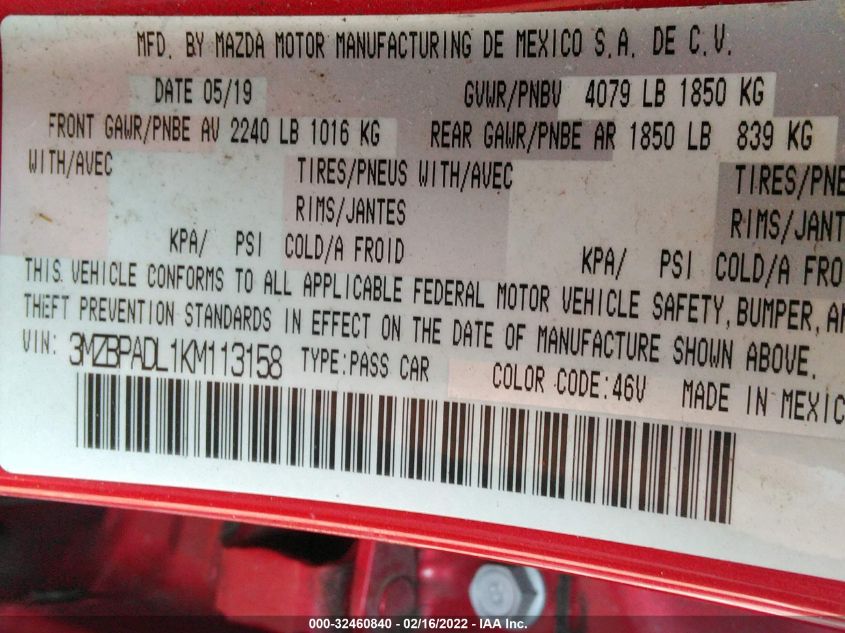 MFD. BY MAZDA MOTOR MANUFACTURING DE MEXICO S.A. DE C.V.
DATE 05/19 GVWR/PNBV 4079 LB 1850 KG
FRONT GAWR/PNBE AV 2240 LB 1016 KG REAR GAWR/PNBE AR 1850 LB 839 KG
WITH/AVEC TIRES/PNEUS WITH/AVEC TIRES/PNE
RIMS/JANTES RIMS/JANT
KPA/ PSI COLD/A FROID KPA/ PSI COLD/A FRO
THIS VEHICLE CONFORMS TO ALL APPLICABLE FEDERAL MOTOR VEHICLE SAFETY, BUMPER, AN
THEFT PREVENTION STANDARDS IN EFFECT ON THE DATE OF MANUFACTURE SHOWN ABOVE.
VIN: 3MZBPADL1KM113158 TYPE:PASS CAR COLOR CODE:46V MADE IN MEXIC
000-32460840 - 02/16/2022 - IAA Inc.